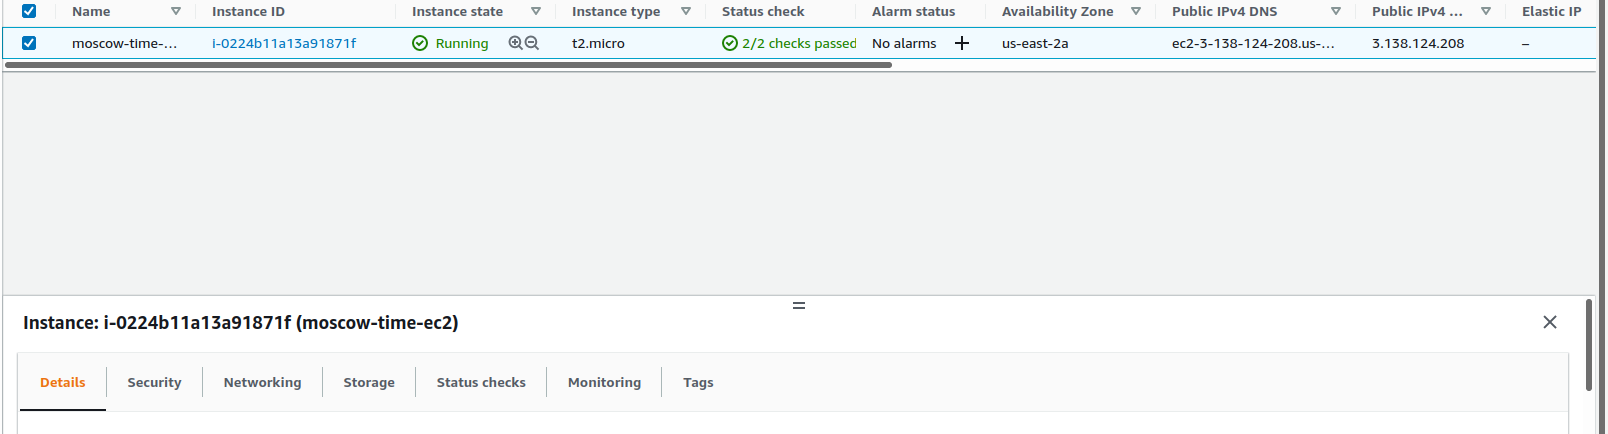 Name Instance ID Instance state Instance type Status check Alarm status Availability Zone Public IPv4 DNS Public IPv4 ... Elastic IP
moscow-time-... i-0224b11a13a91871f Running t2.micro 2/2 checks passed No alarms + us-east-2a ec2-3-138-124-208.us-... 3.138.124.208 –
Instance: i-0224b11a13a91871f (moscow-time-ec2)
Details Security Networking Storage Status checks Monitoring Tags